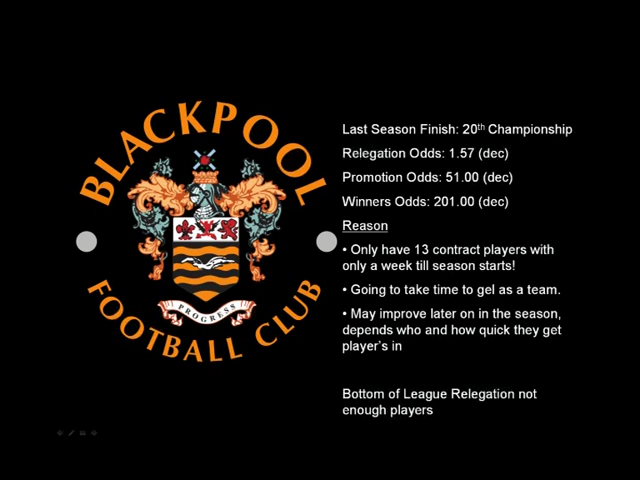 BLACKPOOL
FOOTBALL CLUB
PROGRESS
Last Season Finish: 20th Championship
Relegation Odds: 1.57 (dec)
Promotion Odds: 51.00 (dec)
Winners Odds: 201.00 (dec)
Reason
• Only have 13 contract players with
only a week till season starts!
• Going to take time to gel as a team.
• May improve later on in the season,
depends who and how quick they get
player's in
Bottom of League Relegation not
enough players